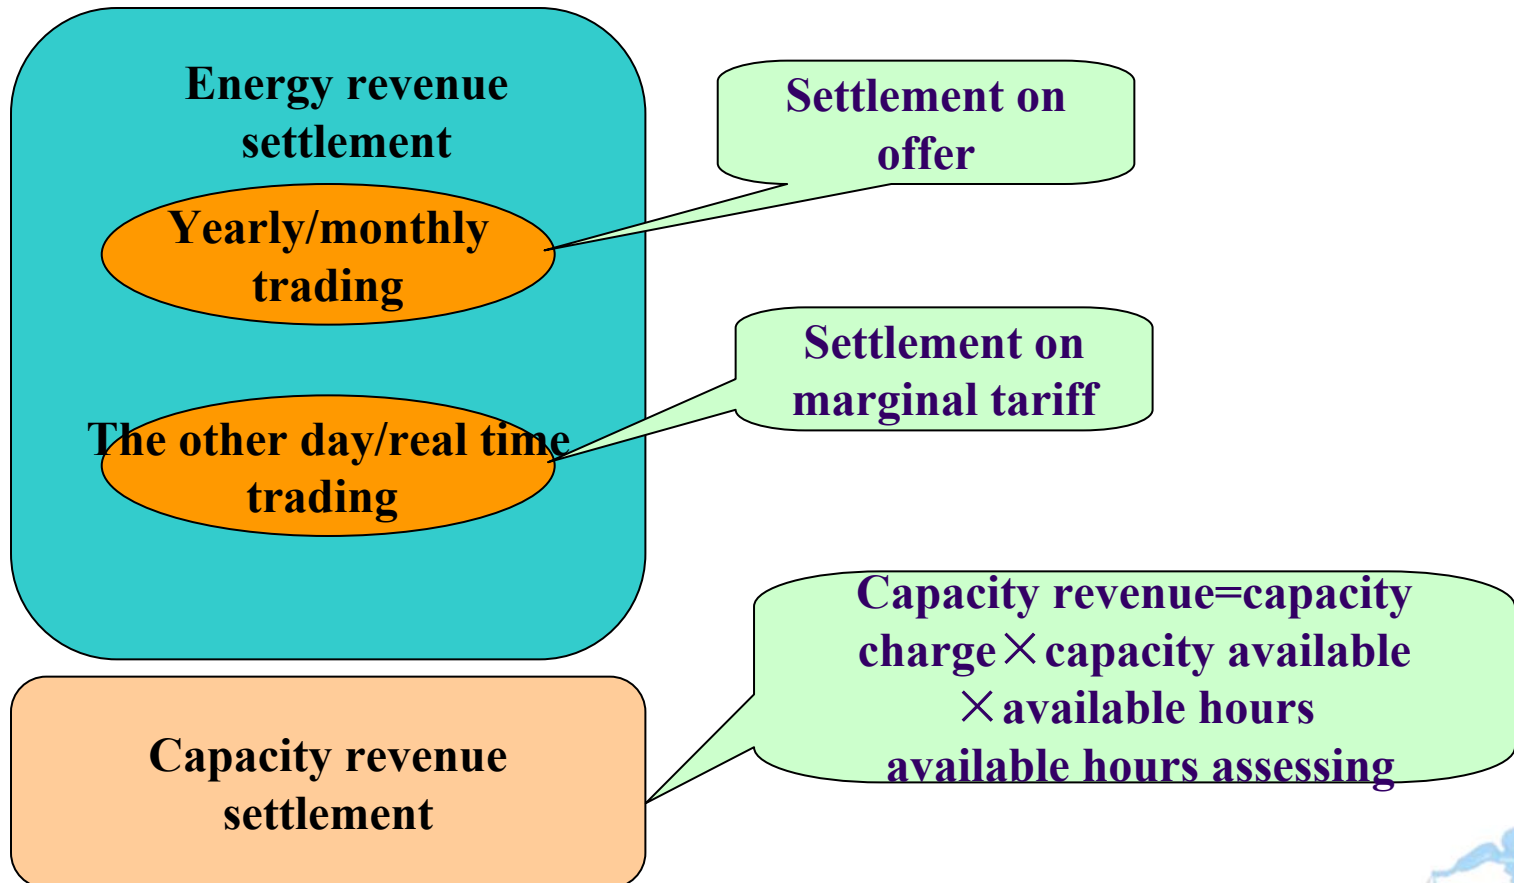 Energy revenue
settlement
Yearly/monthly
trading
The other day/real time
trading
Capacity revenue
settlement
Settlement on
offer
Settlement on
marginal tariff
Capacity revenue=capacity
charge×capacity available
×available hours
available hours assessing